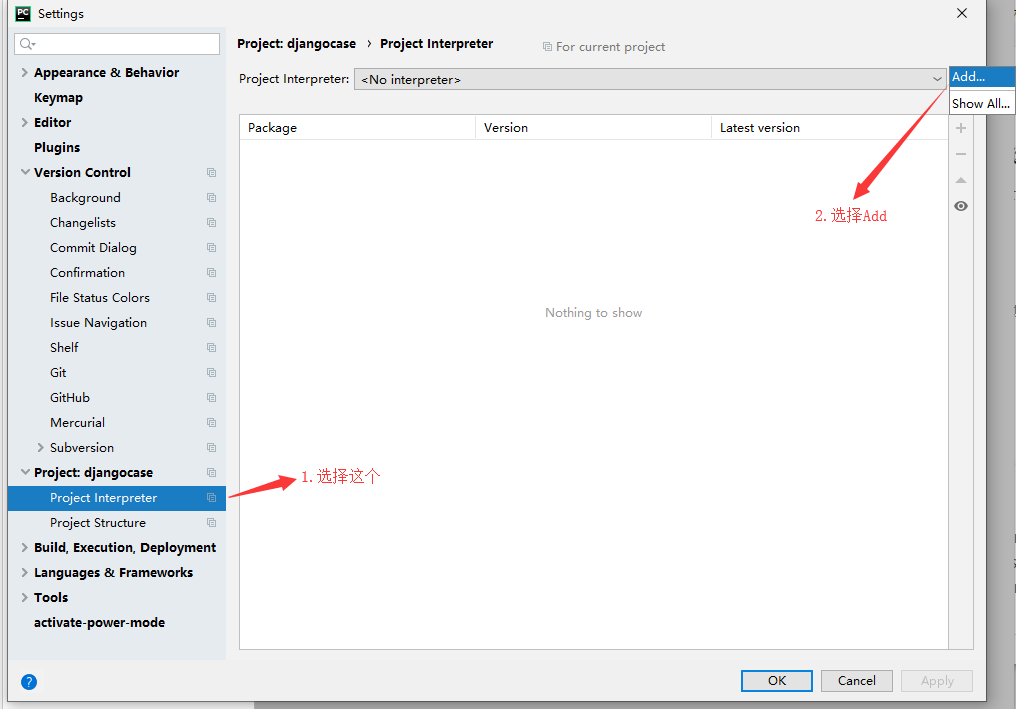 PC
Settings
Project: djangocase › Project Interpreter
For current project
Project Interpreter: <No interpreter>
Add...
Show All...
Appearance & Behavior
Keymap
Editor
Plugins
Version Control
Background
Changelists
Commit Dialog
Confirmation
File Status Colors
Issue Navigation
Shelf
Git
GitHub
Mercurial
Subversion
Project: djangocase
Project Interpreter
Project Structure
Build, Execution, Deployment
Languages & Frameworks
Tools
activate-power-mode
Package Version Latest version
2.选择Add
Nothing to show
1.选择这个
?
OK Cancel Apply